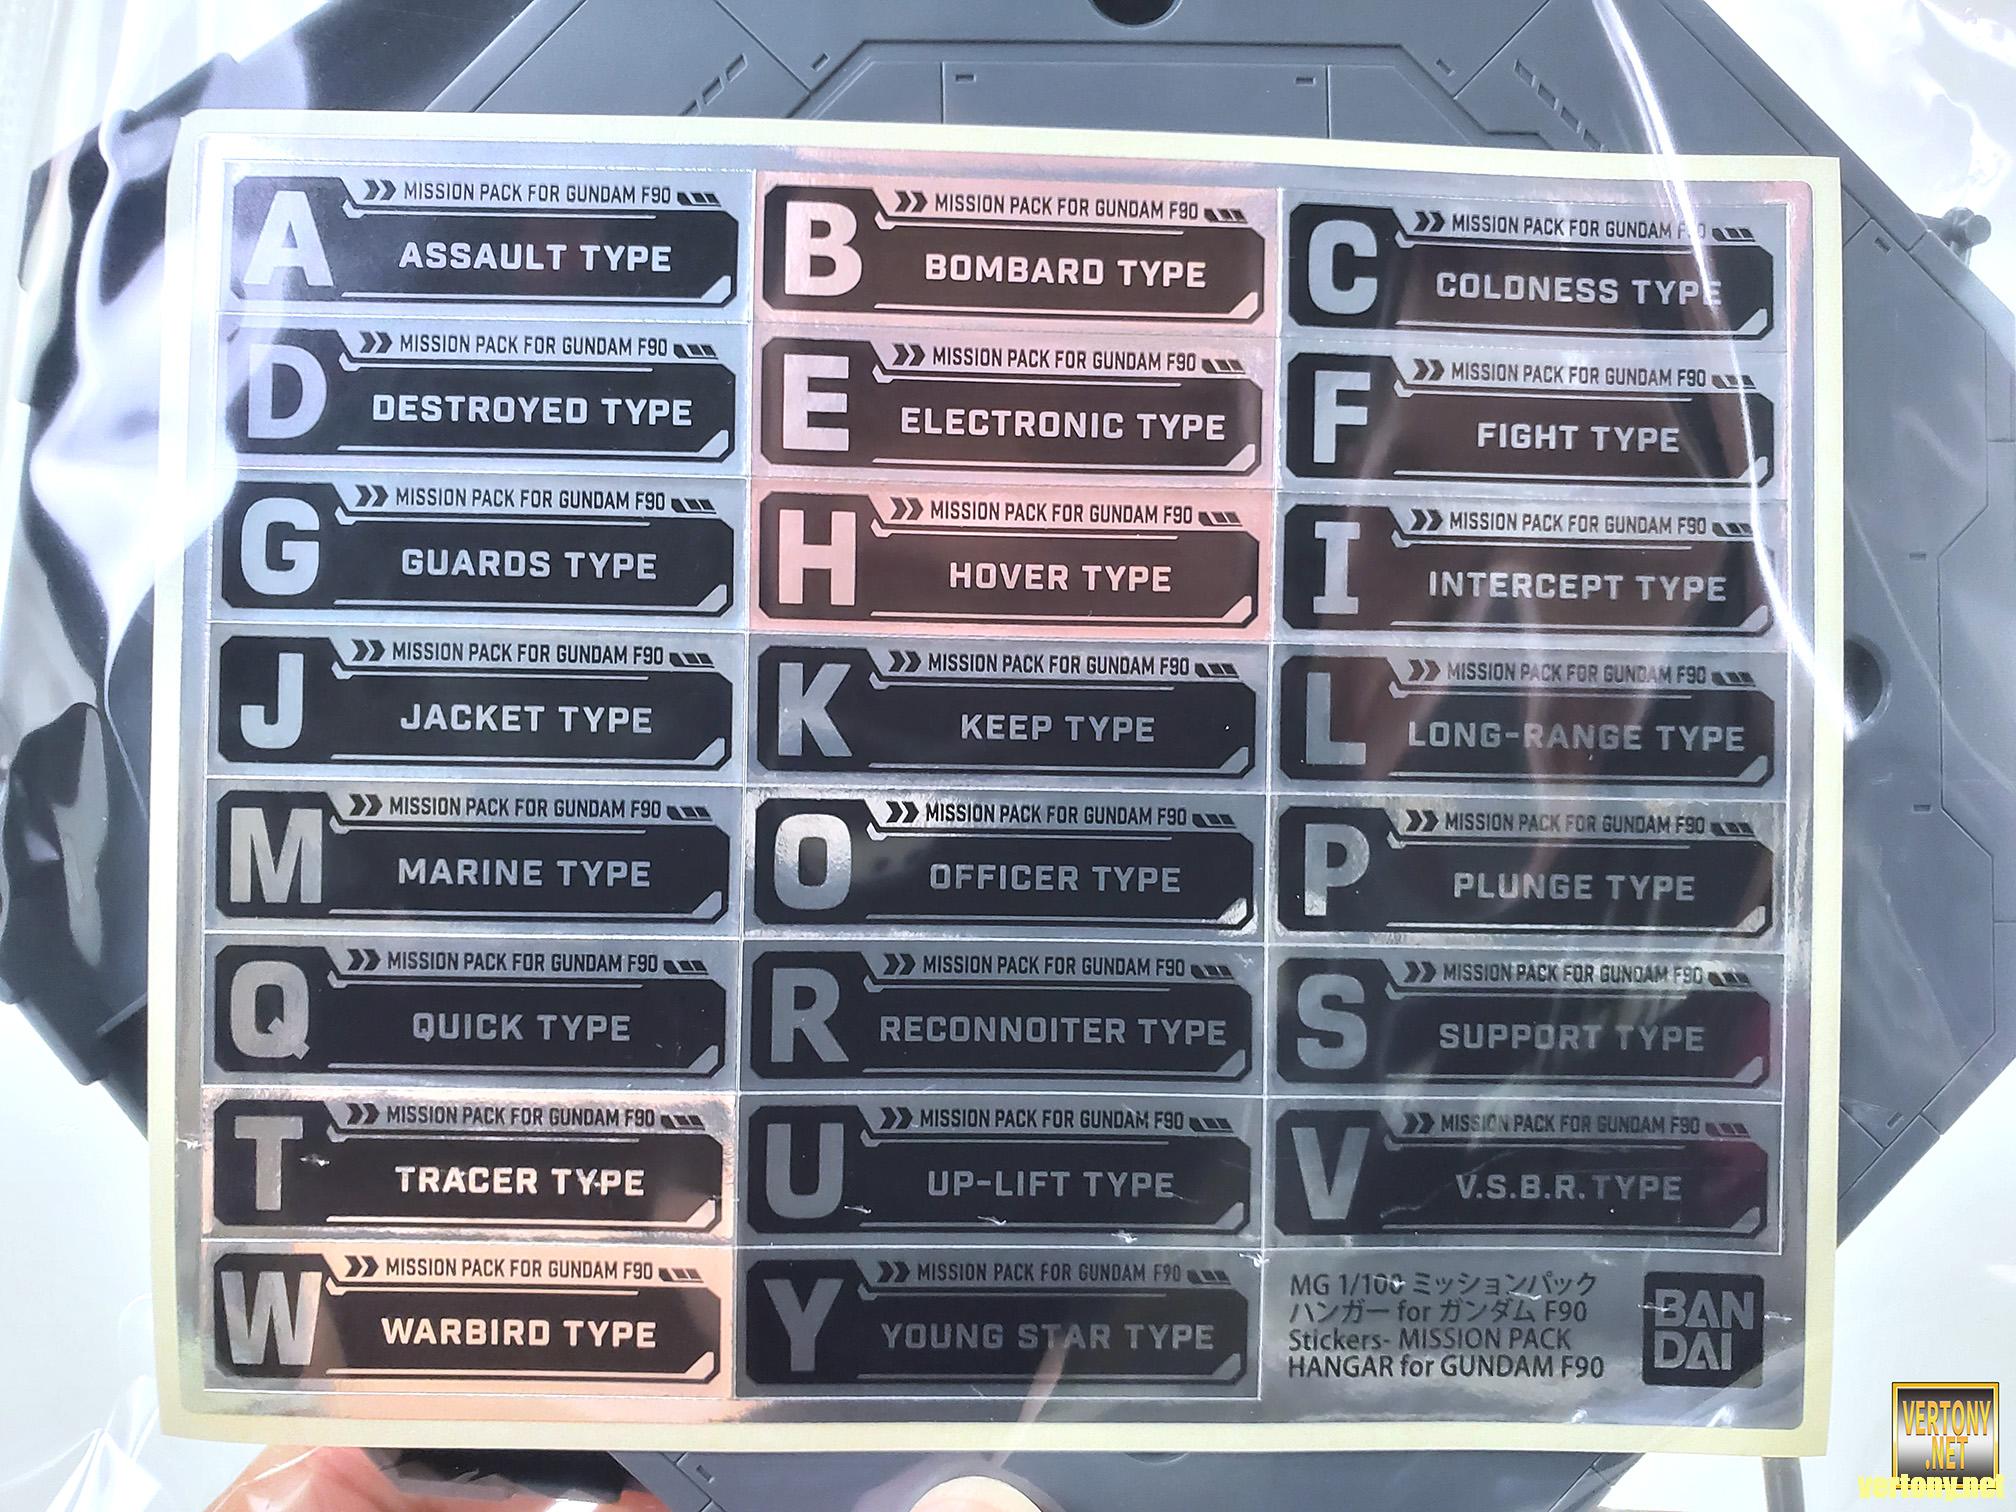 A
MISSION PACK FOR GUNDAM F90
ASSAULT TYPE
B
MISSION PACK FOR GUNDAM F90
BOMBARD TYPE
C
MISSION PACK FOR GUNDAM F90
COLDNESS TYPE
D
MISSION PACK FOR GUNDAM F90
DESTROYED TYPE
E
MISSION PACK FOR GUNDAM F90
ELECTRONIC TYPE
F
MISSION PACK FOR GUNDAM F90
FIGHT TYPE
G
MISSION PACK FOR GUNDAM F90
GUARDS TYPE
H
MISSION PACK FOR GUNDAM F90
HOVER TYPE
I
MISSION PACK FOR GUNDAM F90
INTERCEPT TYPE
J
MISSION PACK FOR GUNDAM F90
JACKET TYPE
K
MISSION PACK FOR GUNDAM F90
KEEP TYPE
L
MISSION PACK FOR GUNDAM F90
LONG-RANGE TYPE
M
MISSION PACK FOR GUNDAM F90
MARINE TYPE
O
MISSION PACK FOR GUNDAM F90
OFFICER TYPE
P
MISSION PACK FOR GUNDAM F90
PLUNGE TYPE
Q
MISSION PACK FOR GUNDAM F90
QUICK TYPE
R
MISSION PACK FOR GUNDAM F90
RECONNOITER TYPE
S
MISSION PACK FOR GUNDAM F90
SUPPORT TYPE
T
MISSION PACK FOR GUNDAM F90
TRACER TYPE
U
MISSION PACK FOR GUNDAM F90
UP-LIFT TYPE
V
MISSION PACK FOR GUNDAM F90
V.S.B.R. TYPE
W
MISSION PACK FOR GUNDAM F90
WARBIRD TYPE
Y
MISSION PACK FOR GUNDAM F90
YOUNG STAR TYPE
MG 1/100 ミッションパック
ハンガー for ガンダム F90
Stickers- MISSION PACK
HANGAR for GUNDAM F90
BAN
DAI
VERTONY
.NET
vertony.net